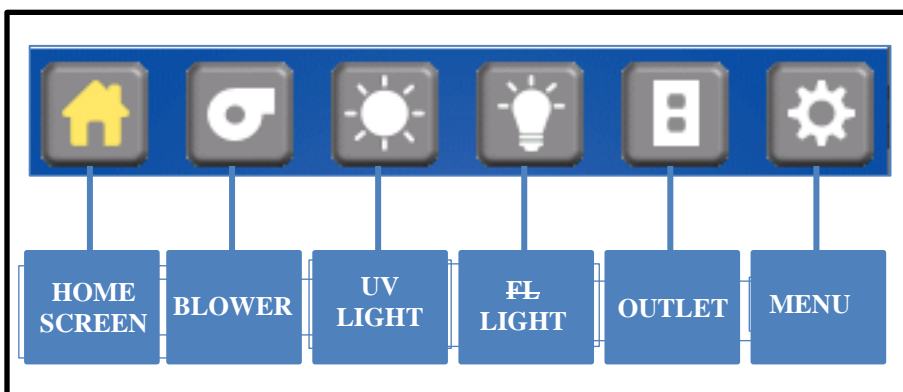 HOME
SCREEN
BLOWER
UV
LIGHT
FL
LIGHT
OUTLET
MENU